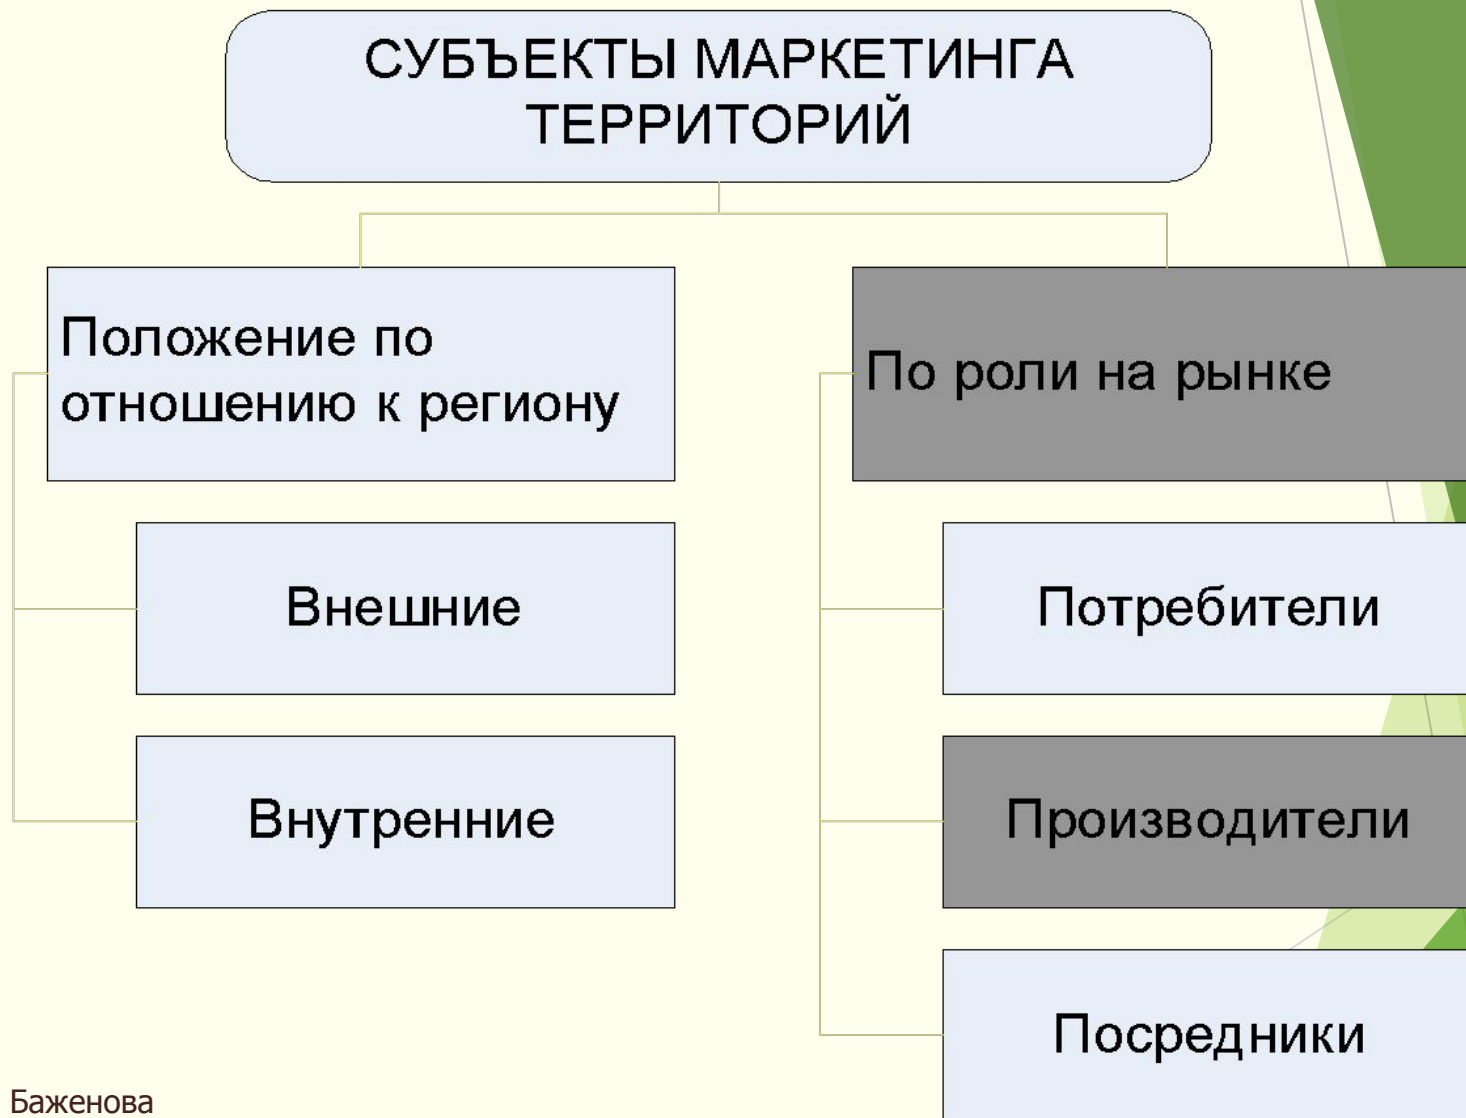 СУБЪЕКТЫ МАРКЕТИНГА
ТЕРРИТОРИЙ
Положение по
отношению к региону
Внешние
Внутренние
По роли на рынке
Потребители
Производители
Посредники
Баженова